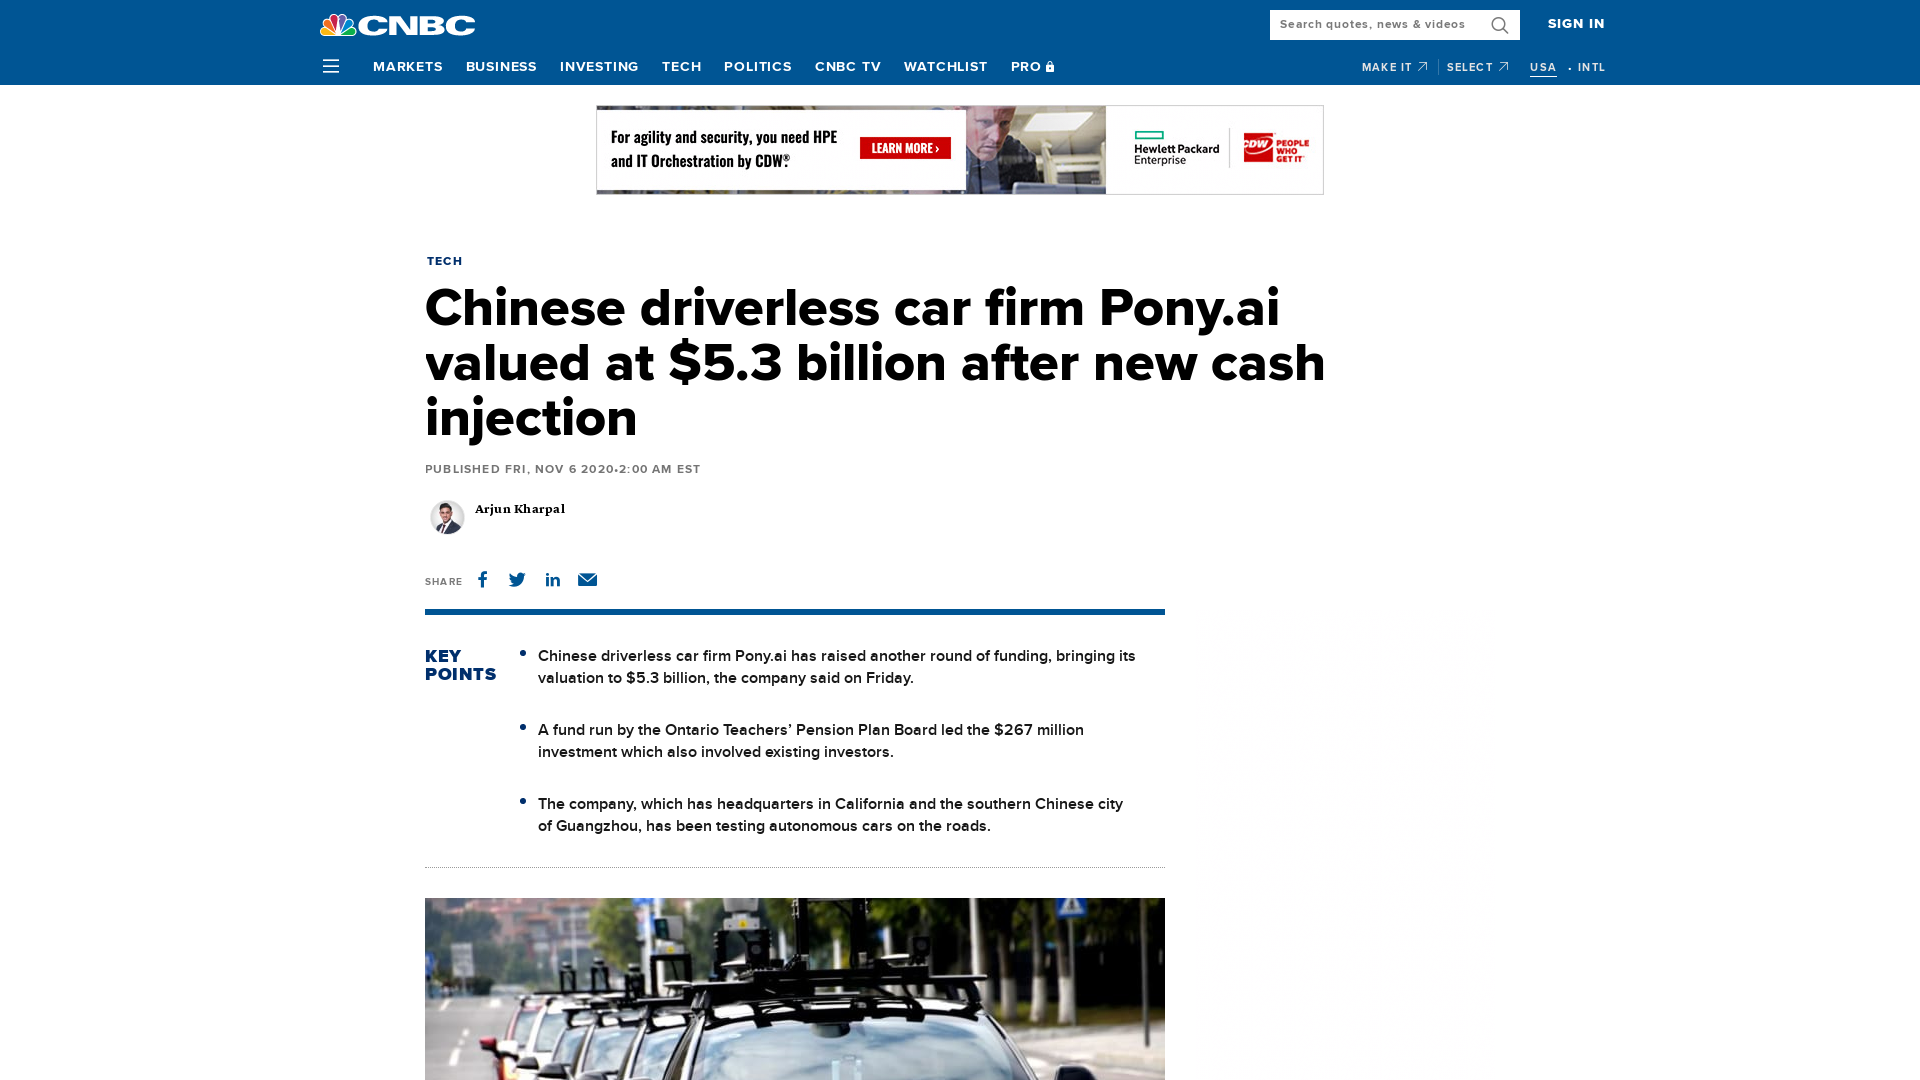 CNBC
Search quotes, news & videos
SIGN IN
MARKETS BUSINESS INVESTING TECH POLITICS CNBC TV WATCHLIST PRO
MAKE IT SELECT USA • INTL
For agility and security, you need HPE
and IT Orchestration by CDW®.
LEARN MORE ›
Hewlett Packard
Enterprise
CDW PEOPLE
WHO
GET IT
TECH
Chinese driverless car firm Pony.ai
valued at $5.3 billion after new cash
injection
PUBLISHED FRI, NOV 6 2020•2:00 AM EST
Arjun Kharpal
SHARE
KEY
POINTS
• Chinese driverless car firm Pony.ai has raised another round of funding, bringing its
valuation to $5.3 billion, the company said on Friday.
• A fund run by the Ontario Teachers’ Pension Plan Board led the $267 million
investment which also involved existing investors.
• The company, which has headquarters in California and the southern Chinese city
of Guangzhou, has been testing autonomous cars on the roads.